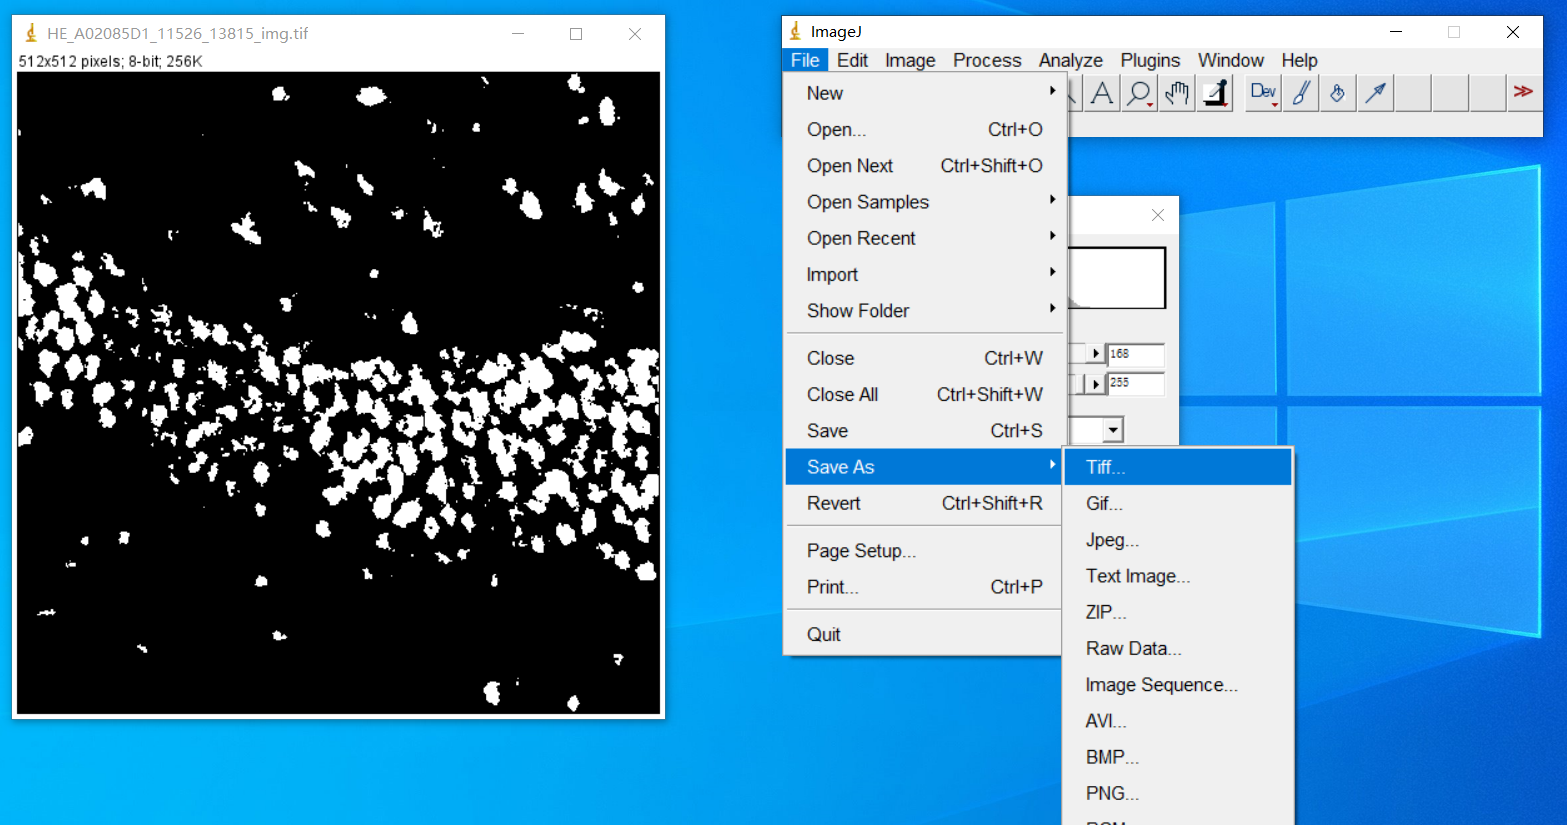 HE_A02085D1_11526_13815_img.tif
512x512 pixels; 8-bit; 256K
ImageJ
File Edit Image Process Analyze Plugins Window Help
Dev
New
Open... Ctrl+O
Open Next Ctrl+Shift+O
Open Samples
Open Recent
Import
Show Folder
Close Ctrl+W
Close All Ctrl+Shift+W
Save Ctrl+S
Save As
Revert Ctrl+Shift+R
Page Setup...
Print... Ctrl+P
Quit
168
255
Tiff...
Gif...
Jpeg...
Text Image...
ZIP...
Raw Data...
Image Sequence...
AVI...
BMP...
PNG...